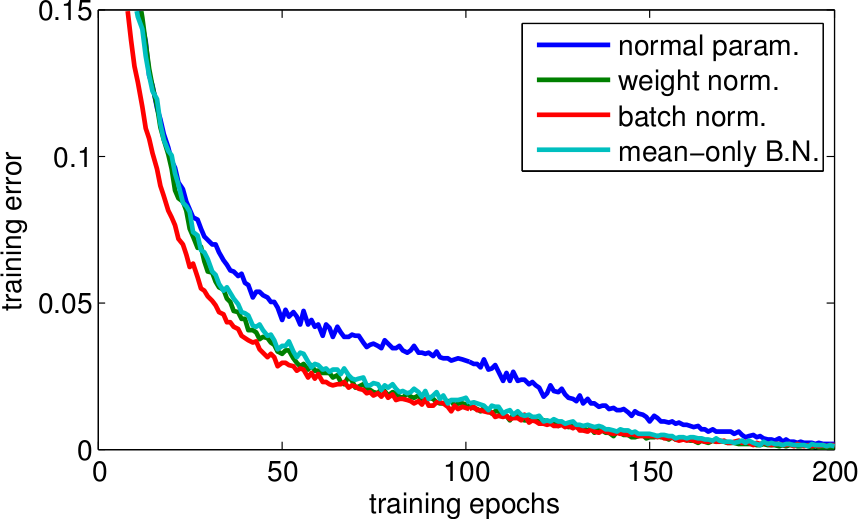 0.15
0.1
0.05
0
training error
normal param.
weight norm.
batch norm.
mean−only B.N.
0 50 100 150 200
training epochs